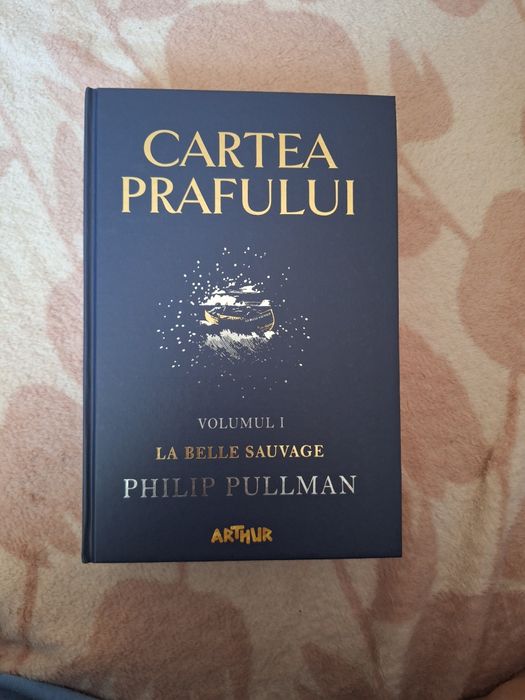 CARTEA
PRAFULUI
VOLUMUL I
LA BELLE SAUVAGE
PHILIP PULLMAN
ARTHUR